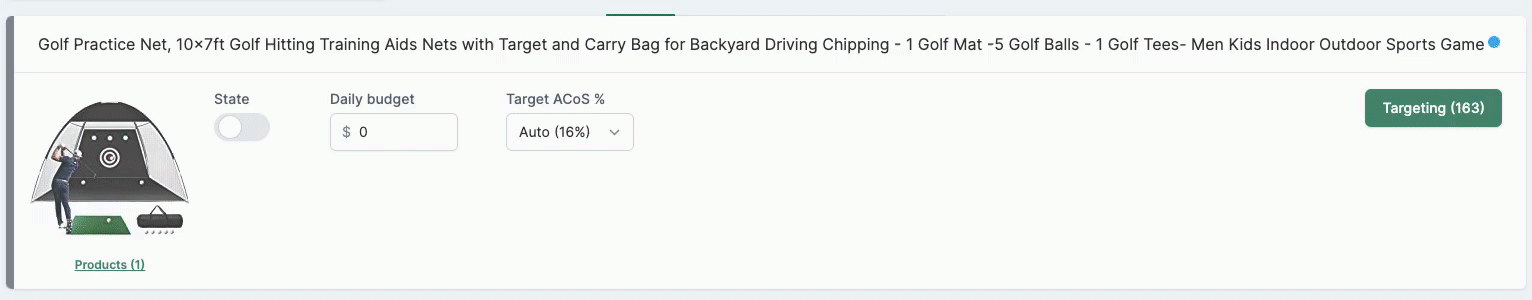 Golf Practice Net, 10x7ft Golf Hitting Training Aids Nets with Target and Carry Bag for Backyard Driving Chipping - 1 Golf Mat -5 Golf Balls - 1 Golf Tees- Men Kids Indoor Outdoor Sports Game
State
Daily budget
Target ACoS %
$ 0
Auto (16%)
Targeting (163)
Products (1)